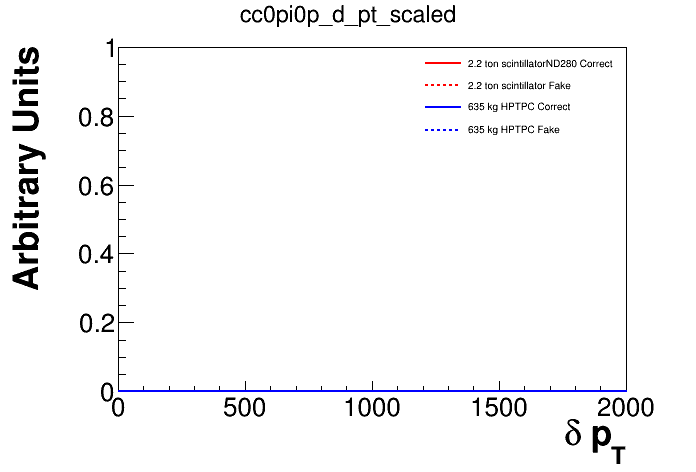 cc0pi0p_d_pt_scaled
Arbitrary Units
1
0.8
0.6
0.4
0.2
0
2.2 ton scintillatorND280 Correct
2.2 ton scintillator Fake
635 kg HPTPC Correct
635 kg HPTPC Fake
0 500 1000 1500 2000
δ p_T